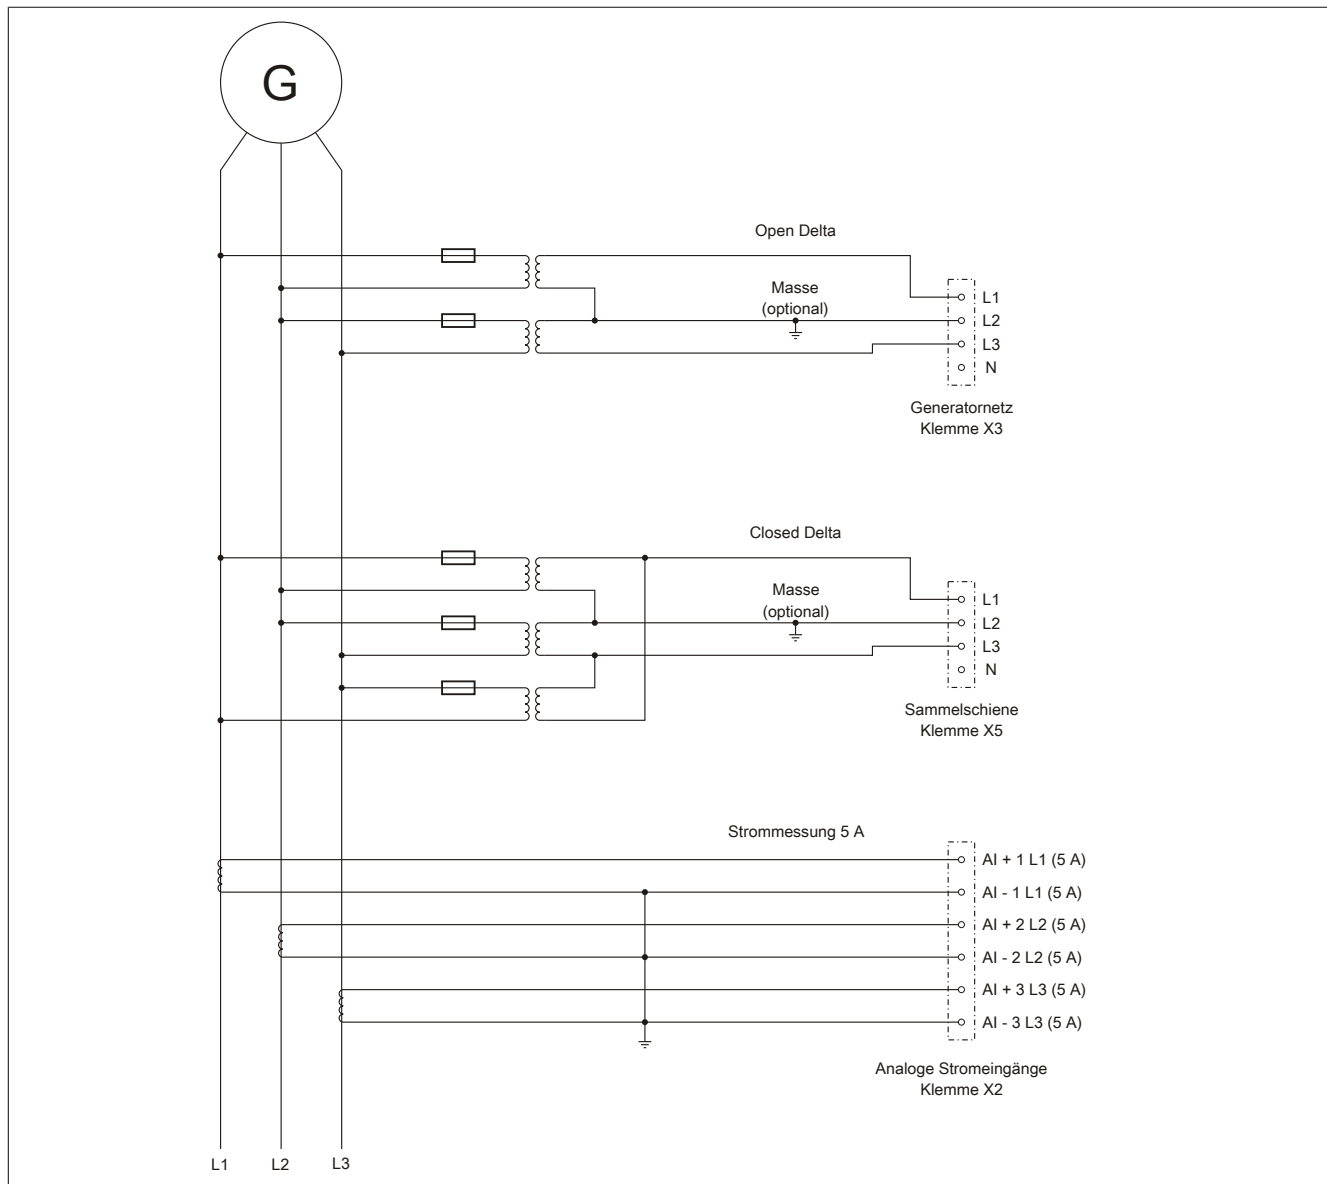 G
Open Delta
Masse
(optional)
L1
L2
L3
N
Generatornetz
Klemme X3
Closed Delta
Masse
(optional)
L1
L2
L3
N
Sammelschiene
Klemme X5
Strommessung 5 A
AI + 1 L1 (5 A)
AI - 1 L1 (5 A)
AI + 2 L2 (5 A)
AI - 2 L2 (5 A)
AI + 3 L3 (5 A)
AI - 3 L3 (5 A)
Analoge Stromeingänge
Klemme X2
L1 L2 L3